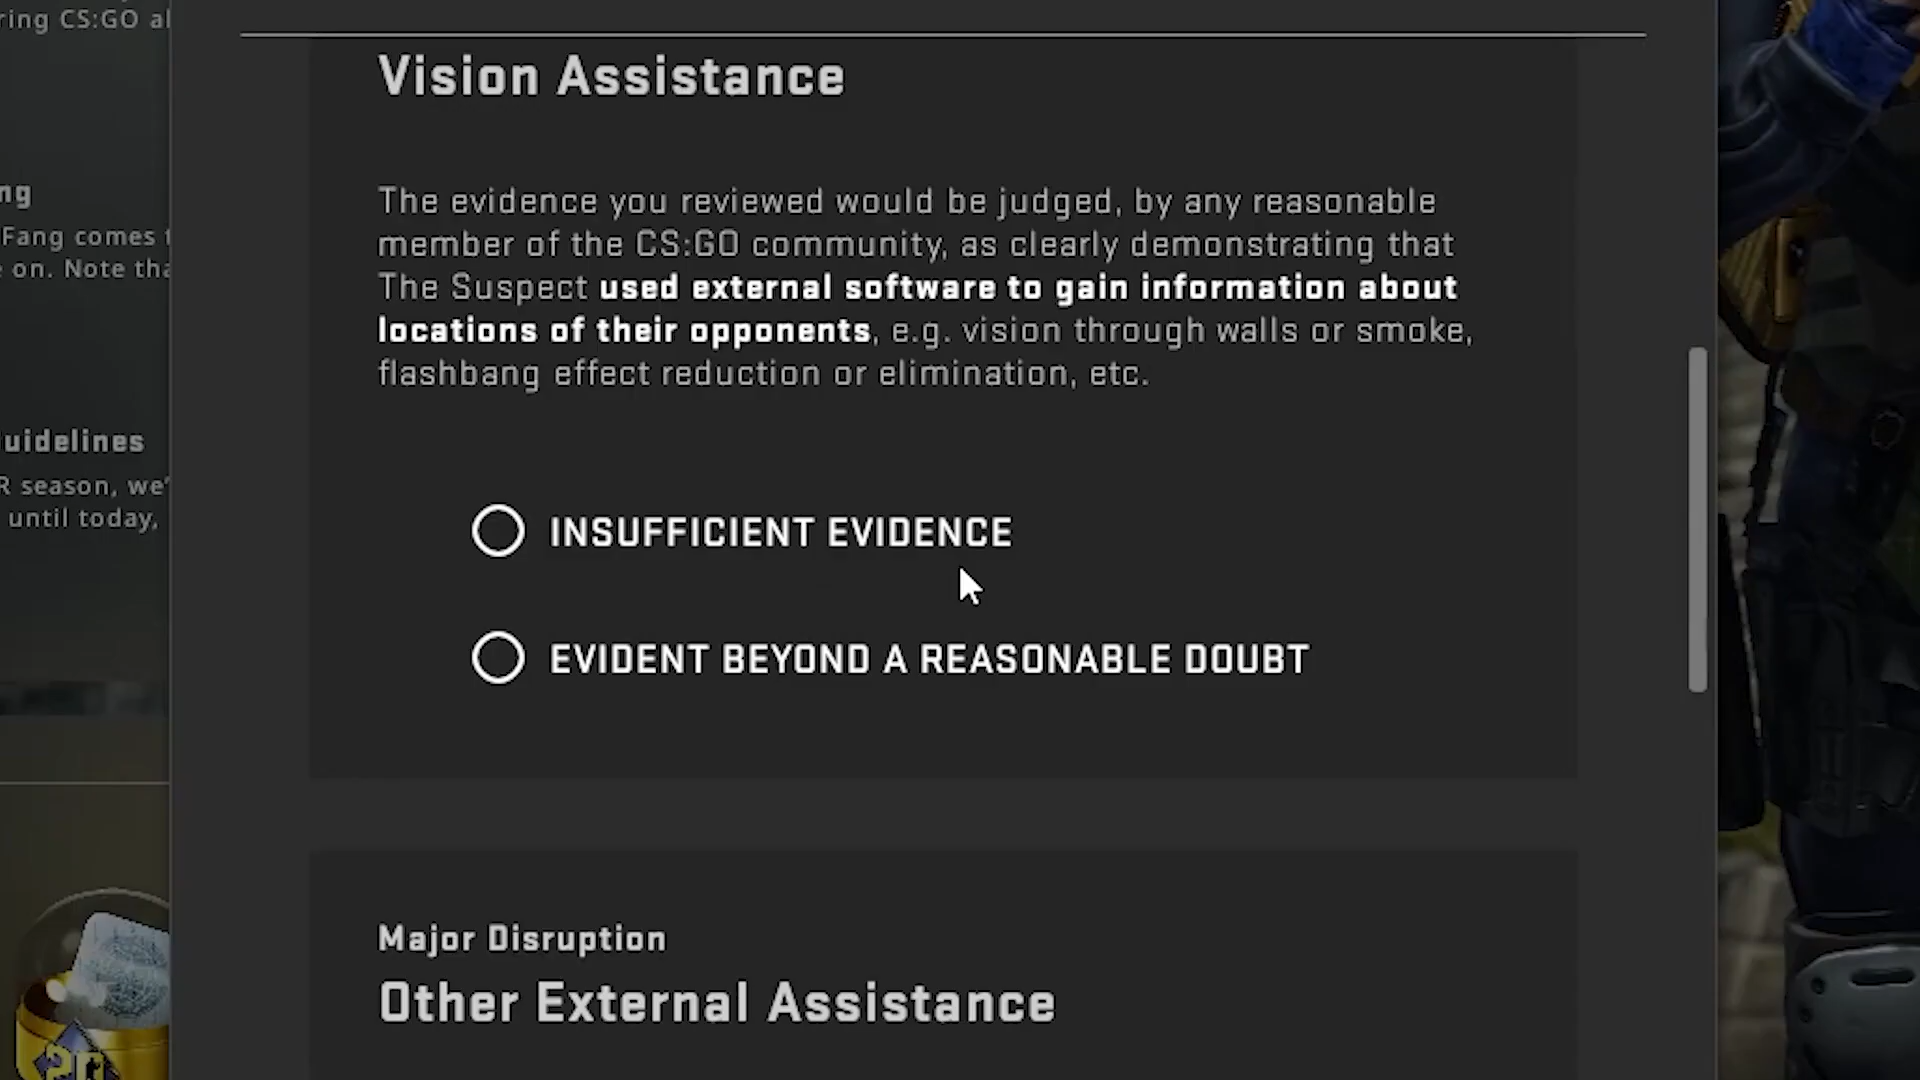 ring CS:GO al
Vision Assistance
ng
Fang comes t
e on. Note tha
The evidence you reviewed would be judged, by any reasonable
member of the CS:GO community, as clearly demonstrating that
The Suspect used external software to gain information about
locations of their opponents, e.g. vision through walls or smoke,
flashbang effect reduction or elimination, etc.
uidelines
R season, we'
until today,
INSUFFICIENT EVIDENCE
EVIDENT BEYOND A REASONABLE DOUBT
Major Disruption
Other External Assistance